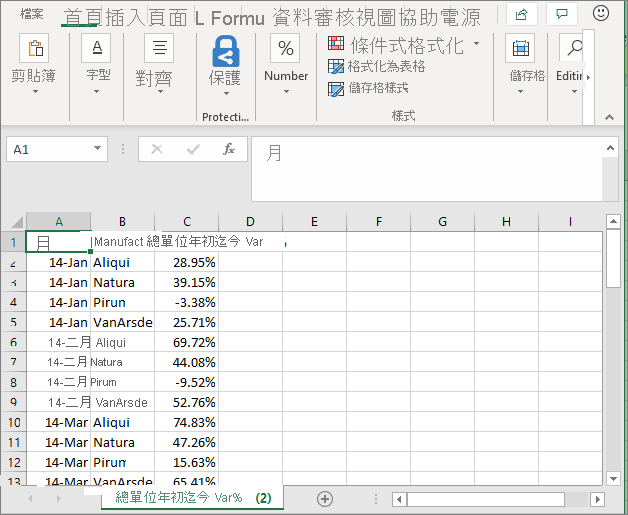 檔案 首頁插入頁面 L Formu 資料審核視圖協助電源
剪貼簿
字型
對齊
保護
Protecti...
%
Number
條件式格式化
格式化為表格
儲存格樣式
樣式
儲存格
Editin
A1 fx 月
A B C D E F G H I
1 月 Manufact 總單位年初迄今 Var
2 14-Jan Aliqui 28.95%
3 14-Jan Natura 39.15%
4 14-Jan Pirun -3.38%
5 14-Jan VanArsde 25.71%
6 14-二月 Aliqui 69.72%
7 14-二月 Natura 44.08%
8 14-二月 Pirum -9.52%
9 14-二月 VanArsde 52.76%
10 14-Mar Aliqui 74.83%
11 14-Mar Natura 47.26%
12 14-Mar Pirum 15.63%
13 14-Mar VanArsde 65.41%
總單位年初迄今 Var% (2)